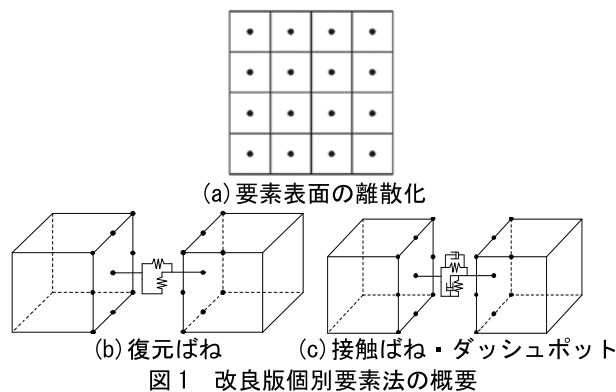 (a)要素表面の離散化
(b)復元ばね
(c)接触ばね・ダッシュポット
図1 改良版個別要素法の概要